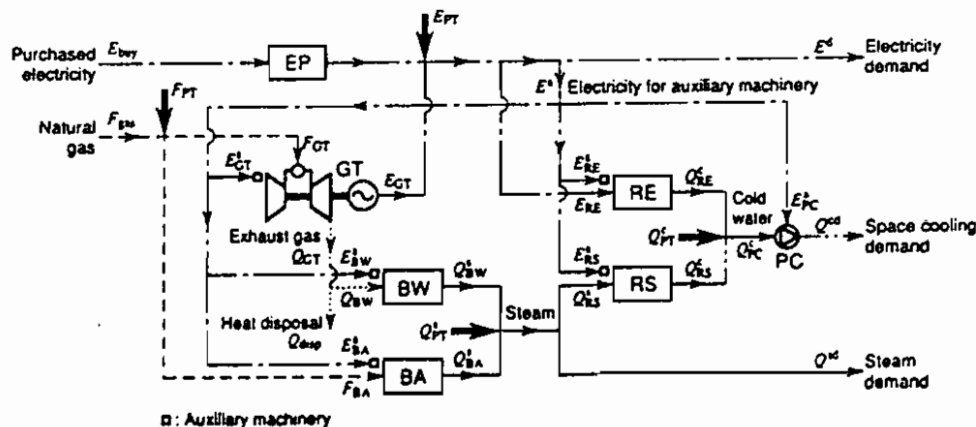 Purchased
electricity
E_buy
EP
E_PT
E^d
Electricity
demand
E^a
Electricity for auxiliary machinery
F_PT
Natural
gas
F_gas
F_GT
E^a_GT
GT
E_GT
Exhaust gas
Q_GT
E^a_RE
E_RE
RE
Q^c_RE
Cold
water
E^a_PC
Q^c_PT
Q^c_PC
PC
Q^cd
Space cooling
demand
E^a_RS
Q^s_RS
RS
Q^c_RS
E^a_BW
Q_BW
BW
Q^s_BW
Heat disposal
Q_disp
Q^s_PT
Steam
E^a_BA
F_BA
BA
Q^s_BA
Q^sd
Steam
demand
: Auxiliary machinery